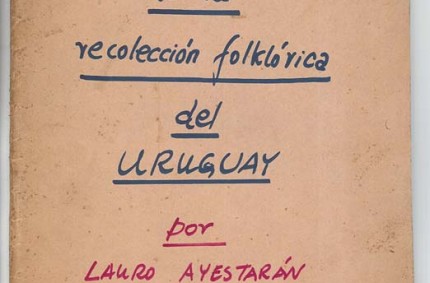 recolección folklórica
del
URUGUAY
por
LAURO AYESTARÁN